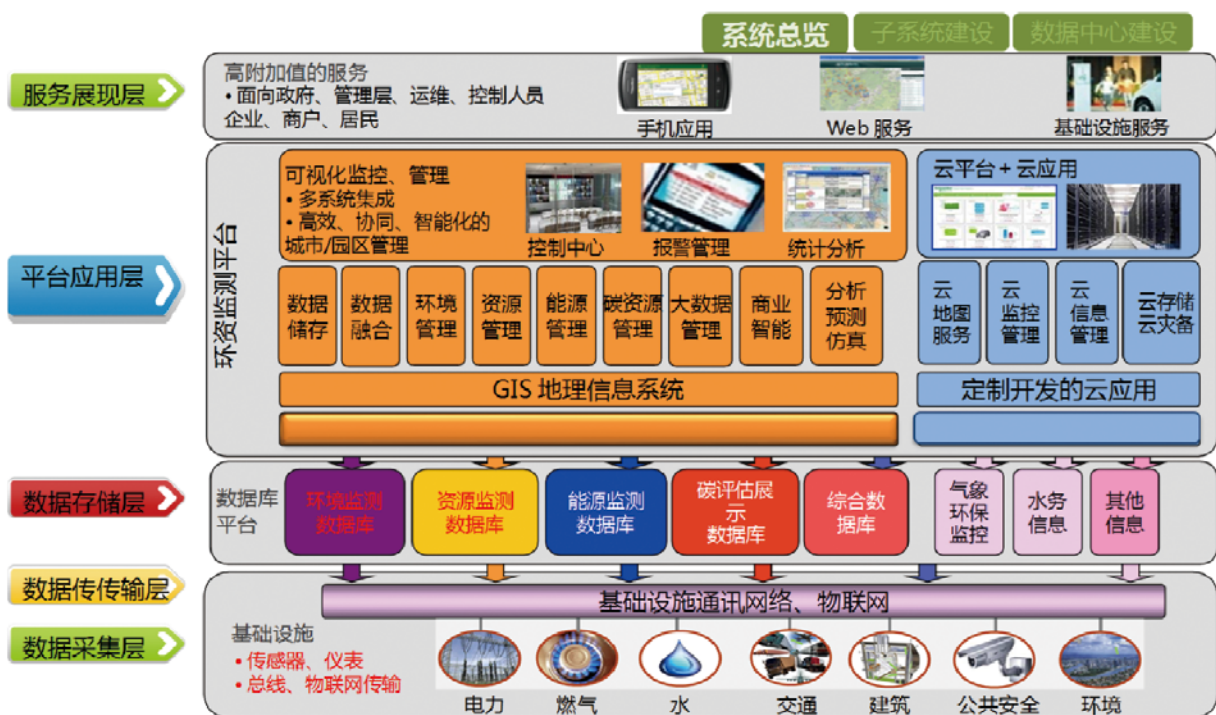 系统总览
子系统建设
数据中心建设
服务展现层
高附加值的服务
• 面向政府、管理层、运维、控制人员
企业、商户、居民
手机应用
Web 服务
基础设施服务
平台应用层
环资监测平台
可视化监控、管理
• 多系统集成
• 高效、协同、智能化的
城市/园区管理
控制中心
报警管理
统计分析
云平台+云应用
数据
储存
数据
融合
环境
管理
资源
管理
能源
管理
碳资源
管理
大数据
管理
商业
智能
分析
预测
仿真
云
地图
服务
云
监控
管理
云
信息
管理
云存储
云灾备
GIS 地理信息系统
定制开发的云应用
数据存储层
数据库
平台
环境监测
数据库
资源监测
数据库
能源监测
数据库
碳评估展
示
数据库
综合数
据库
气象
环保
监控
水务
信息
其他
信息
数据传传输层
基础设施通讯网络、物联网
数据采集层
基础设施
• 传感器、仪表
• 总线、物联网传输
电力
燃气
水
交通
建筑
公共安全
环境